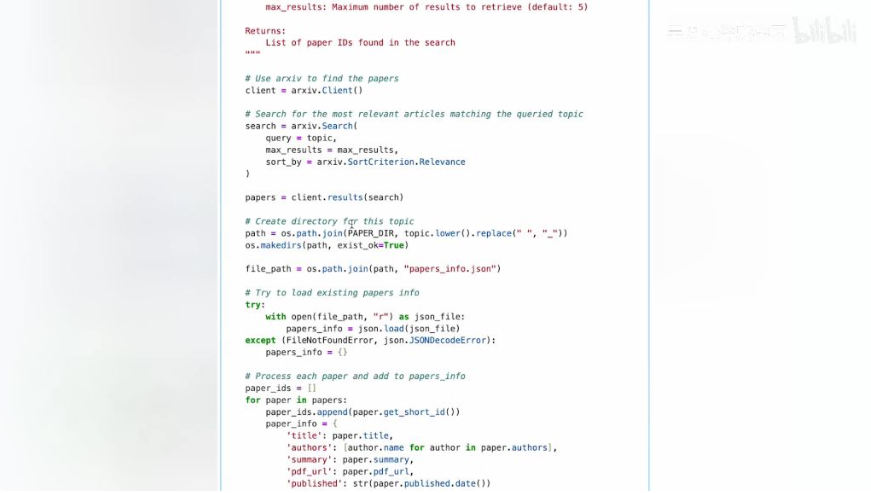 max_results: Maximum number of results to retrieve (default: 5)
Returns:
List of paper IDs found in the search
"""
# Use arxiv to find the papers
client = arxiv.Client()
# Search for the most relevant articles matching the queried topic
search = arxiv.Search(
query = topic,
max_results = max_results,
sort_by = arxiv.SortCriterion.Relevance
)
papers = client.results(search)
# Create directory for this topic
path = os.path.join(PAPER_DIR, topic.lower().replace(" ", "_"))
os.makedirs(path, exist_ok=True)
file_path = os.path.join(path, "papers_info.json")
# Try to load existing papers info
try:
with open(file_path, "r") as json_file:
papers_info = json.load(json_file)
except (FileNotFoundError, json.JSONDecodeError):
papers_info = {}
# Process each paper and add to papers_info
paper_ids = []
for paper in papers:
paper_ids.append(paper.get_short_id())
paper_info = {
'title': paper.title,
'authors': [author.name for author in paper.authors],
'summary': paper.summary,
'pdf_url': paper.pdf_url,
'published': str(paper.published.date())
bilibili